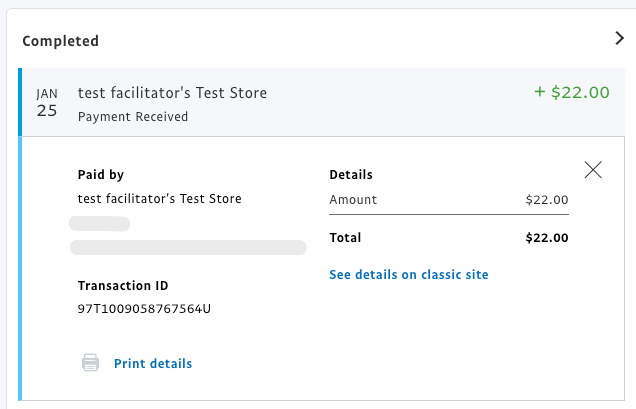 Completed
JAN
25
test facilitator's Test Store
Payment Received
+ $22.00
Paid by
test facilitator's Test Store
Transaction ID
97T1009058767564U
Print details
Details
Amount $22.00
Total $22.00
See details on classic site